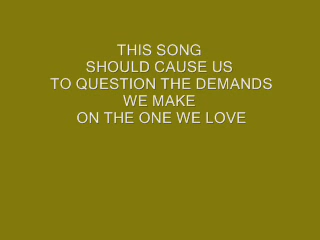 THIS SONG
SHOULD CAUSE US
TO QUESTION THE DEMANDS
WE MAKE
ON THE ONE WE LOVE